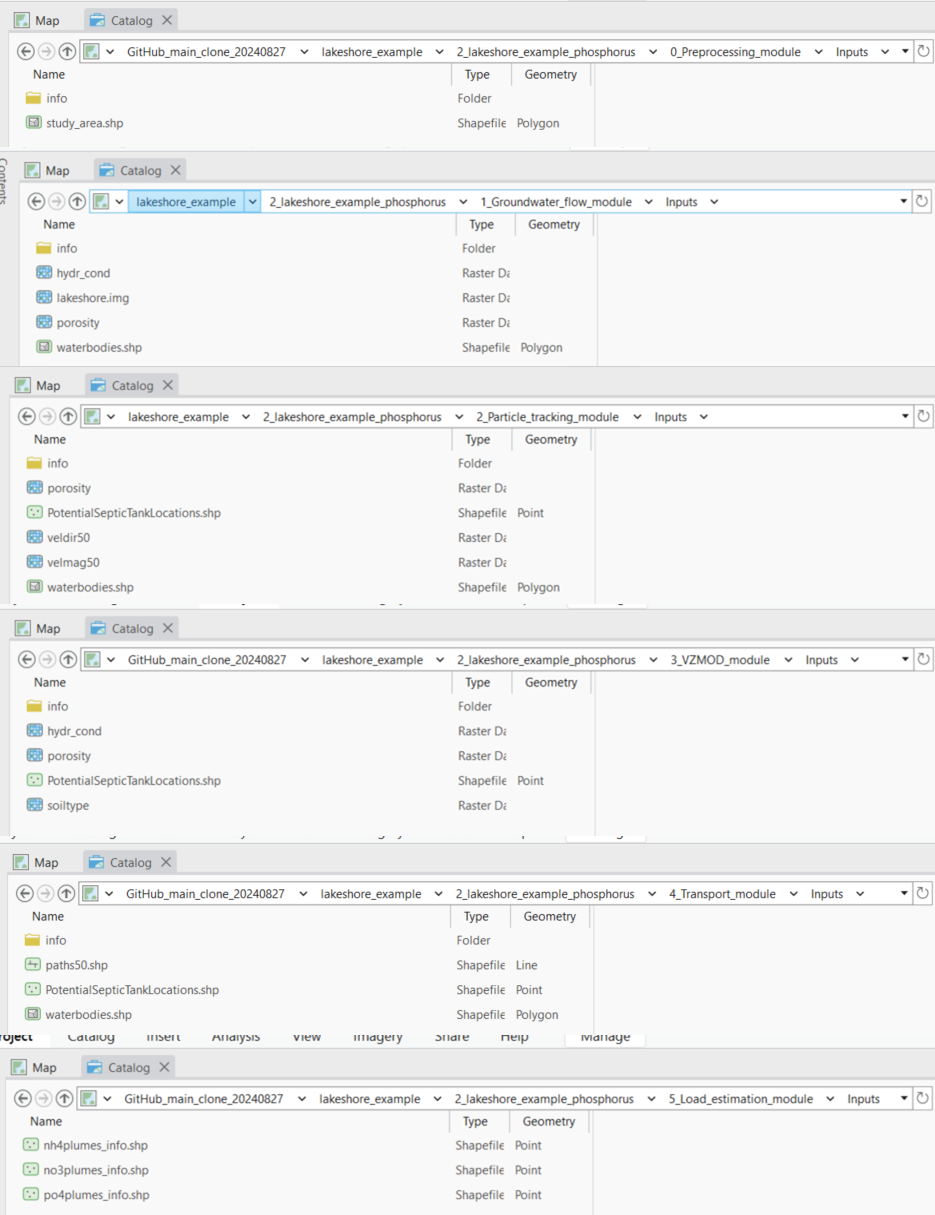 Map Catalog
GitHub_main_clone_20240827 lakeshore_example 2_lakeshore_example_phosphorus 0_Preprocessing_module Inputs
Name Type Geometry
info Folder
study_area.shp Shapefile Polygon
Contents
Map Catalog
lakeshore_example 2_lakeshore_example_phosphorus 1_Groundwater_flow_module Inputs
Name Type Geometry
info Folder
hydr_cond Raster Da
lakeshore.img Raster Da
porosity Raster Da
waterbodies.shp Shapefile Polygon
Map Catalog
lakeshore_example 2_lakeshore_example_phosphorus 2_Particle_tracking_module Inputs
Name Type Geometry
info Folder
porosity Raster Da
PotentialSepticTankLocations.shp Shapefile Point
veldir50 Raster Da
velmag50 Raster Da
waterbodies.shp Shapefile Polygon
Map Catalog
GitHub_main_clone_20240827 lakeshore_example 2_lakeshore_example_phosphorus 3_VZMOD_module Inputs
Name Type Geometry
info Folder
hydr_cond Raster Da
porosity Raster Da
PotentialSepticTankLocations.shp Shapefile Point
soiltype Raster Da
Map Catalog
GitHub_main_clone_20240827 lakeshore_example 2_lakeshore_example_phosphorus 4_Transport_module Inputs
Name Type Geometry
info Folder
paths50.shp Shapefile Line
PotentialSepticTankLocations.shp Shapefile Point
waterbodies.shp Shapefile Polygon
roject Catalog Insert Analysis View Imagery Share Help Manage
Map Catalog
GitHub_main_clone_20240827 lakeshore_example 2_lakeshore_example_phosphorus 5_Load_estimation_module Inputs
Name Type Geometry
nh4plumes_info.shp Shapefile Point
no3plumes_info.shp Shapefile Point
po4plumes_info.shp Shapefile Point